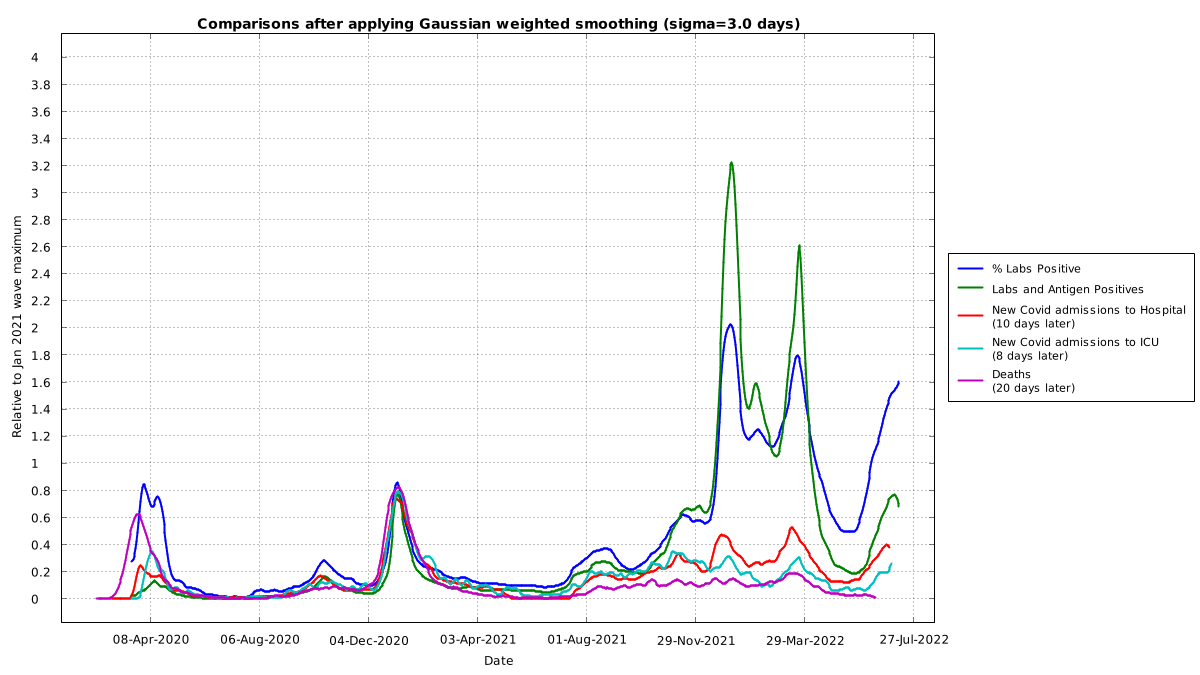 Comparisons after applying Gaussian weighted smoothing (sigma=3.0 days)
Relative to Jan 2021 wave maximum
4
3.8
3.6
3.4
3.2
3
2.8
2.6
2.4
2.2
2
1.8
1.6
1.4
1.2
1
0.8
0.6
0.4
0.2
0
08-Apr-2020 06-Aug-2020 04-Dec-2020 03-Apr-2021 01-Aug-2021 29-Nov-2021 29-Mar-2022 27-Jul-2022
Date
% Labs Positive
Labs and Antigen Positives
New Covid admissions to Hospital
(10 days later)
New Covid admissions to ICU
(8 days later)
Deaths
(20 days later)